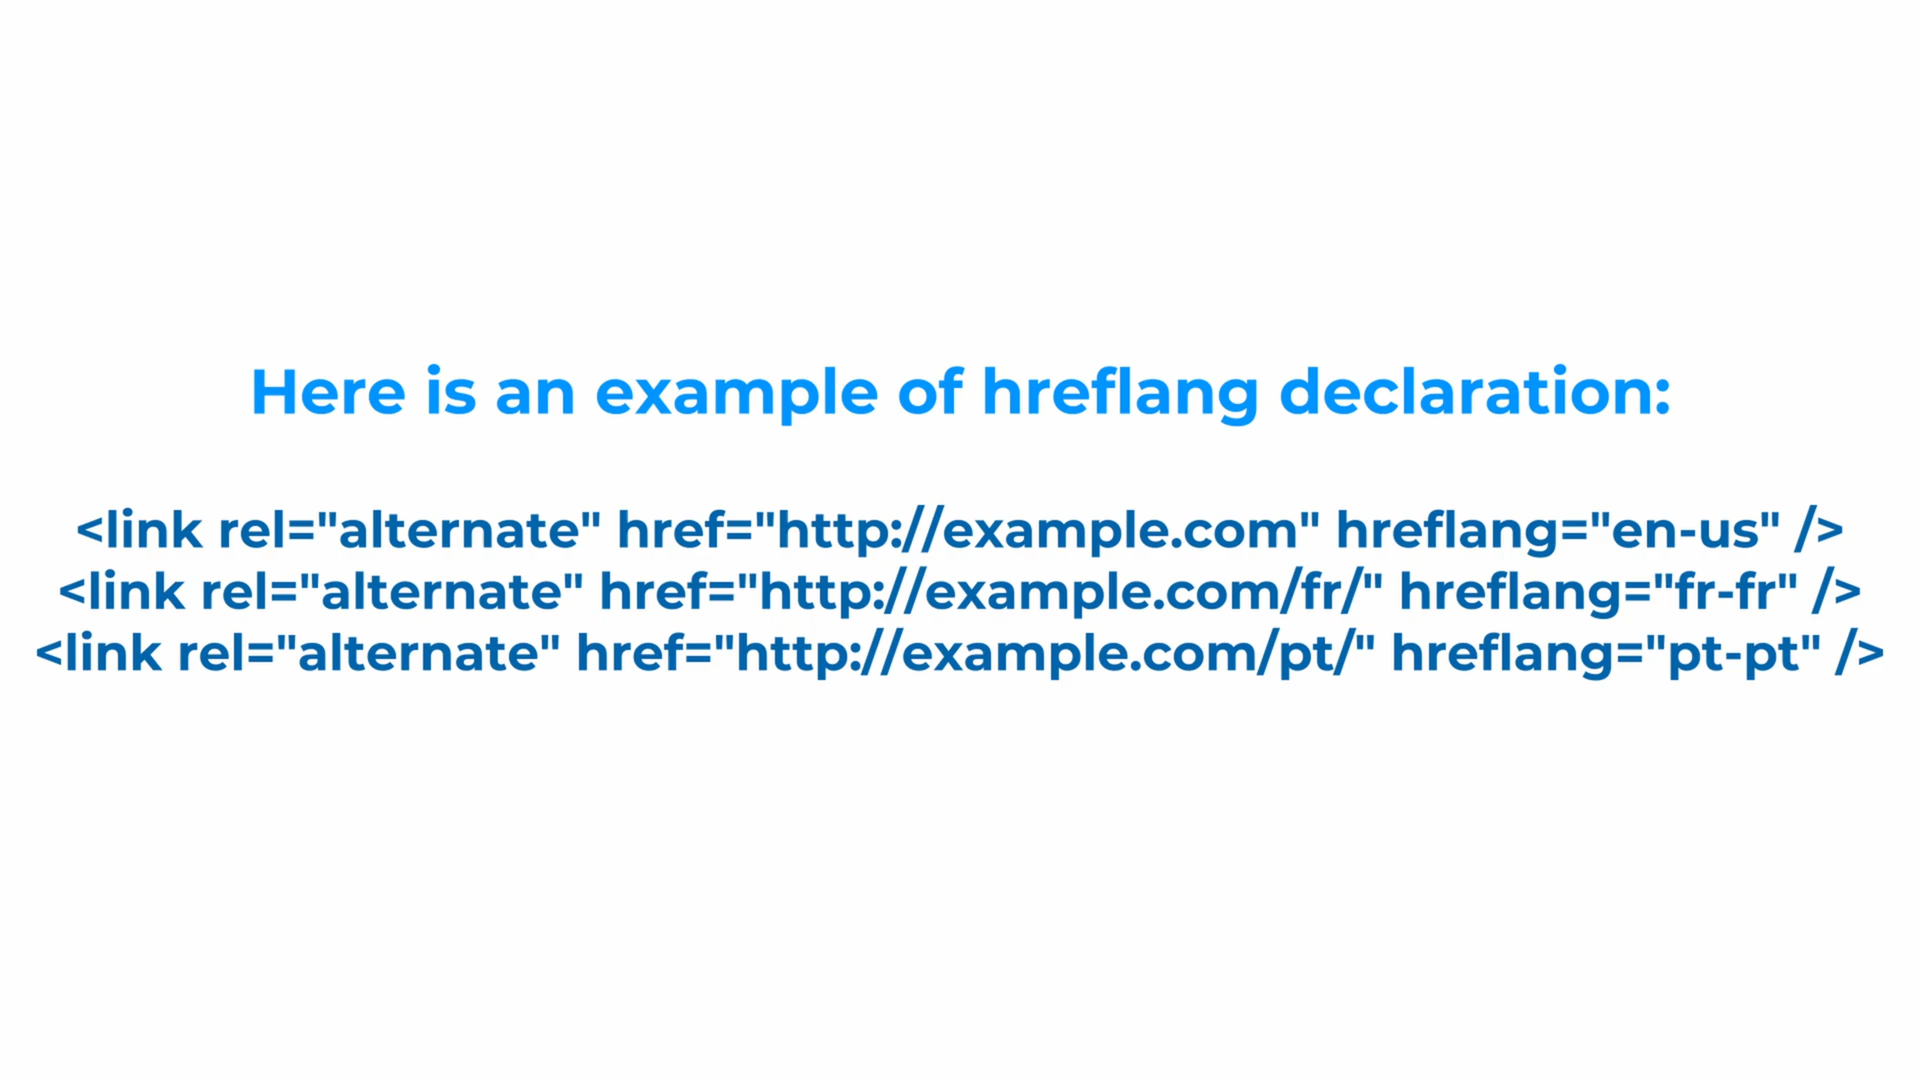 Here is an example of hreflang declaration:
<link rel="alternate" href="http://example.com" hreflang="en-us" />
<link rel="alternate" href="http://example.com/fr/" hreflang="fr-fr" />
<link rel="alternate" href="http://example.com/pt/" hreflang="pt-pt" />